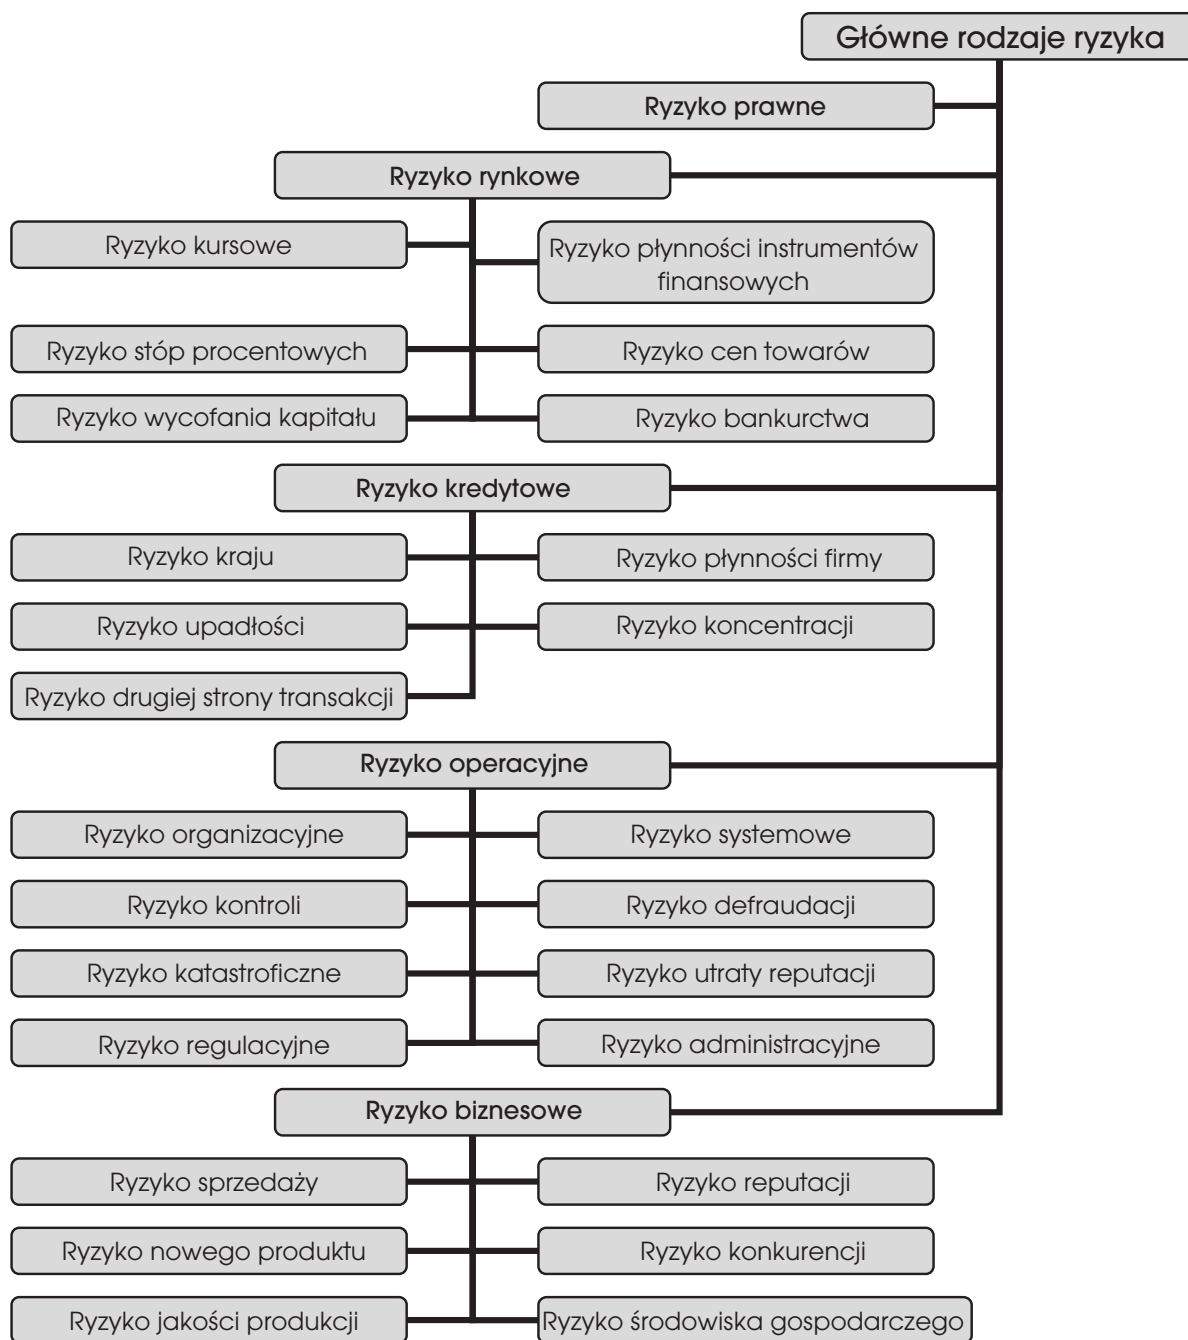 Główne rodzaje ryzyka
Ryzyko prawne
Ryzyko rynkowe
Ryzyko kursowe
Ryzyko płynności instrumentów
finansowych
Ryzyko stóp procentowych
Ryzyko cen towarów
Ryzyko wycofania kapitału
Ryzyko bankurctwa
Ryzyko kredytowe
Ryzyko kraju
Ryzyko płynności firmy
Ryzyko upadłości
Ryzyko koncentracji
Ryzyko drugiej strony transakcji
Ryzyko operacyjne
Ryzyko organizacyjne
Ryzyko systemowe
Ryzyko kontroli
Ryzyko defraudacji
Ryzyko katastroficzne
Ryzyko utraty reputacji
Ryzyko regulacyjne
Ryzyko administracyjne
Ryzyko biznesowe
Ryzyko sprzedaży
Ryzyko reputacji
Ryzyko nowego produktu
Ryzyko konkurencji
Ryzyko jakości produkcji
Ryzyko środowiska gospodarczego